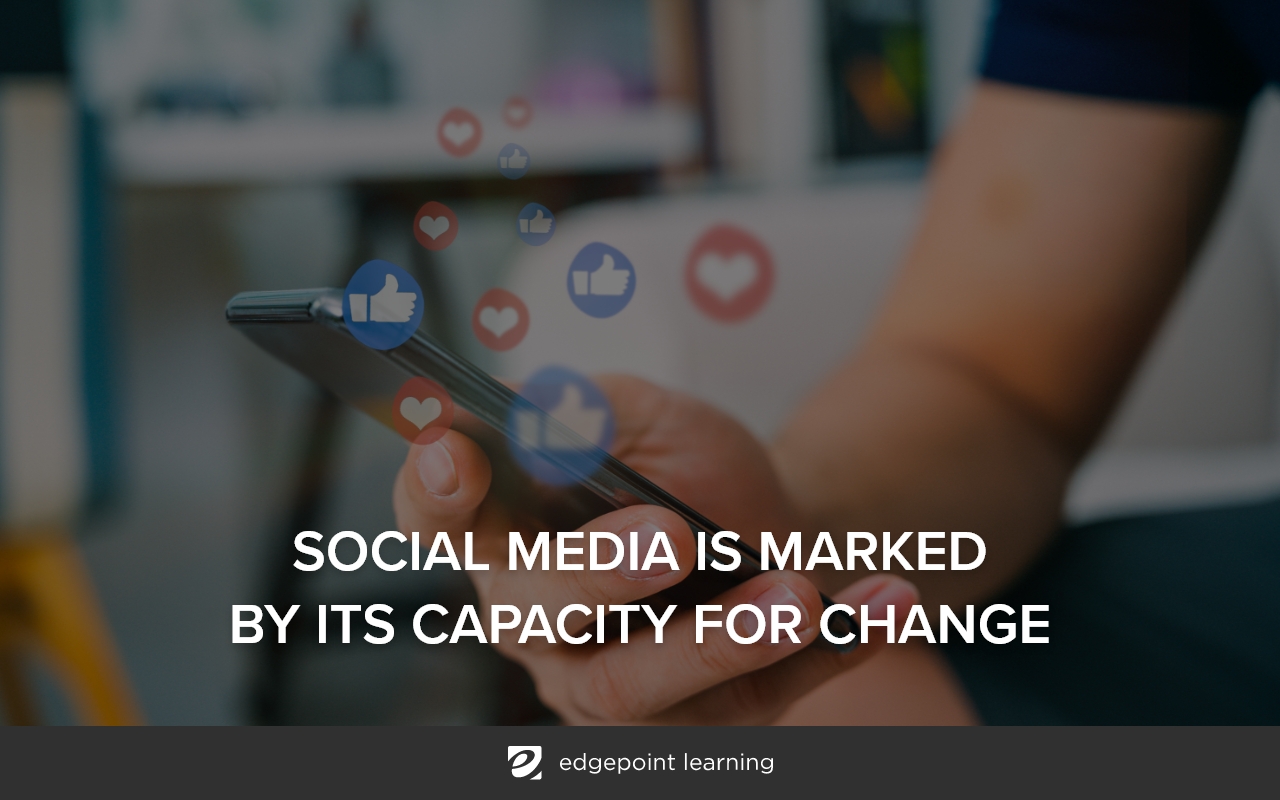 SOCIAL MEDIA IS MARKED
BY ITS CAPACITY FOR CHANGE
edgepoint learning